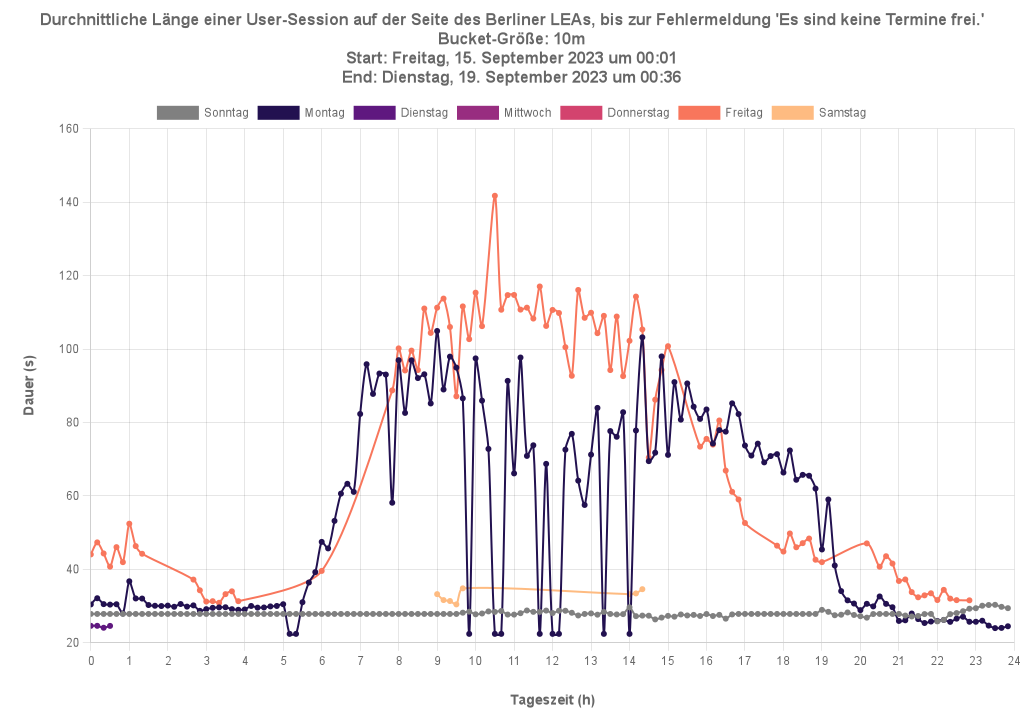 Durchnittliche Länge einer User-Session auf der Seite des Berliner LEAs, bis zur Fehlermeldung 'Es sind keine Termine frei.'
Bucket-Größe: 10m
Start: Freitag, 15. September 2023 um 00:01
End: Dienstag, 19. September 2023 um 00:36
Sonntag Montag Dienstag Mittwoch Donnerstag Freitag Samstag
160
140
120
100
80
60
40
20
Dauer (s)
0 1 2 3 4 5 6 7 8 9 10 11 12 13 14 15 16 17 18 19 20 21 22 23 24
Tageszeit (h)